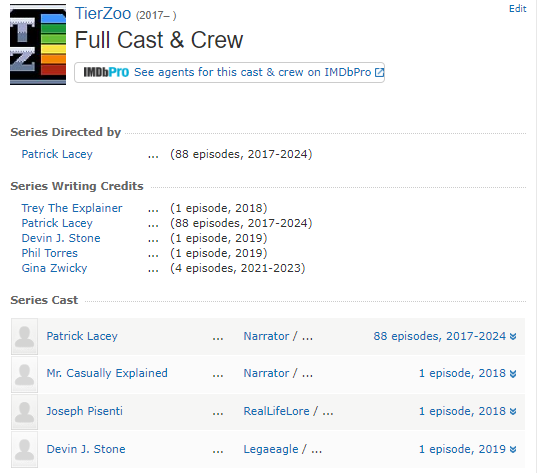 TierZoo (2017– )
Edit
Full Cast & Crew
TZ
IMDbPro See agents for this cast & crew on IMDbPro
Series Directed by
Patrick Lacey ... (88 episodes, 2017-2024)
Series Writing Credits
Trey The Explainer ... (1 episode, 2018)
Patrick Lacey ... (88 episodes, 2017-2024)
Devin J. Stone ... (1 episode, 2019)
Phil Torres ... (1 episode, 2019)
Gina Zwicky ... (4 episodes, 2021-2023)
Series Cast
Patrick Lacey ... Narrator / ... 88 episodes, 2017-2024
Mr. Casually Explained ... Narrator / ... 1 episode, 2018
Joseph Pisenti ... RealLifeLore / ... 1 episode, 2018
Devin J. Stone ... Legaeagle / ... 1 episode, 2019